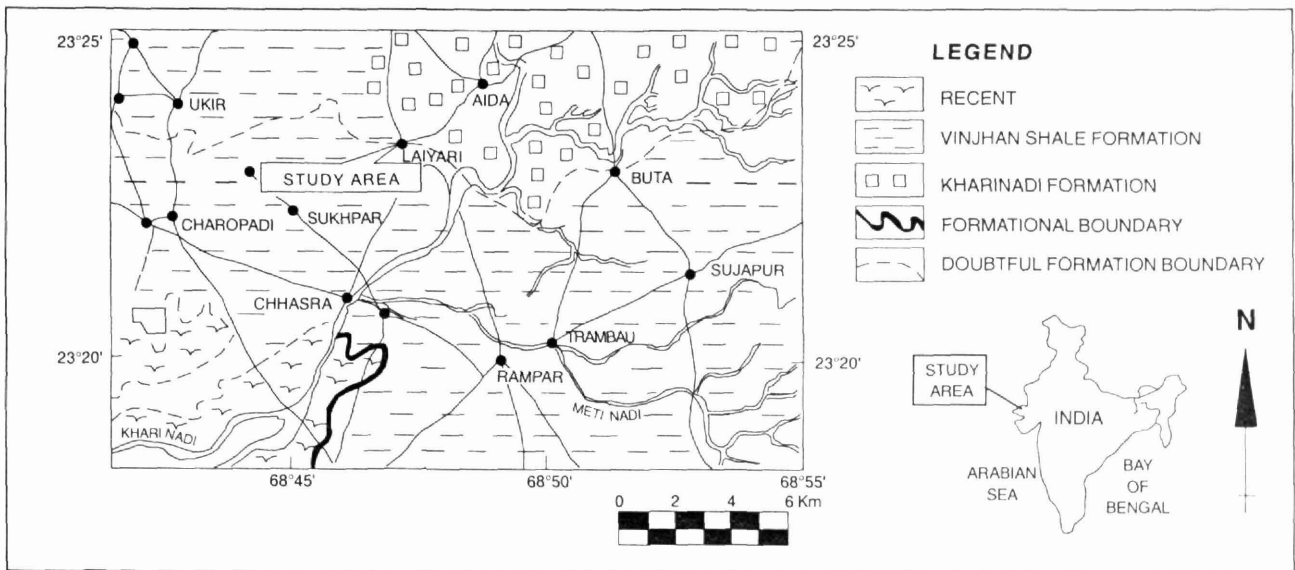 23°25'
23°25'
UKIR
AIDA
LAIYARI
STUDY AREA
BUTA
CHAROPADI
SUKHPAR
SUJAPUR
CHHASRA
23°20'
TRAMBAU
23°20'
RAMPAR
METI NADI
KHARI NADI
68°45'
68°50'
68°55'
0 2 4 6 Km
LEGEND
RECENT
VINJHAN SHALE FORMATION
KHARINADI FORMATION
FORMATIONAL BOUNDARY
DOUBTFUL FORMATION BOUNDARY
N
STUDY
AREA
INDIA
ARABIAN
SEA
BAY
OF
BENGAL